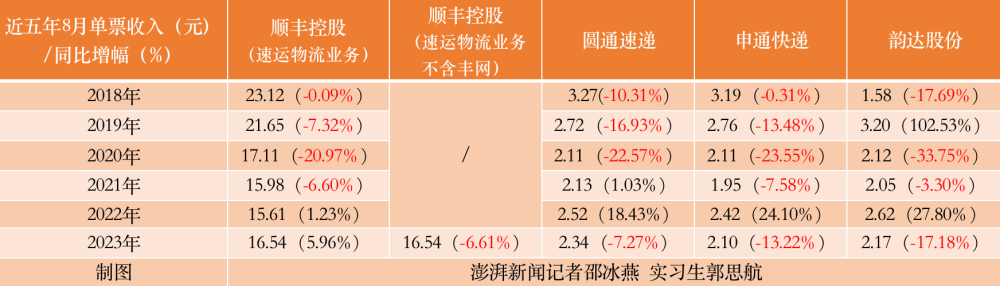 近五年8月单票收入（元）/同比增幅（%） 顺丰控股（速运物流业务） 顺丰控股（速运物流业务不含丰网） 圆通速递 申通快递 韵达股份
2018年 23.12（-0.09%） / 3.27(-10.31%） 3.19（-0.31%） 1.58（-17.69%）
2019年 21.65（-7.32%） 2.72（-16.93%） 2.76（-13.48%） 3.20（102.53%）
2020年 17.11（-20.97%） 2.11（-22.57%） 2.11（-23.55%） 2.12（-33.75%）
2021年 15.98（-6.60%） 2.13（1.03%） 1.95（-7.58%） 2.05（-3.30%）
2022年 15.61（1.23%） 2.52（18.43%） 2.42（24.10%） 2.62（27.80%）
2023年 16.54（5.96%） 16.54（-6.61%） 2.34（-7.27%） 2.10（-13.22%） 2.17（-17.18%）
制图 澎湃新闻记者邵冰燕 实习生郭思航